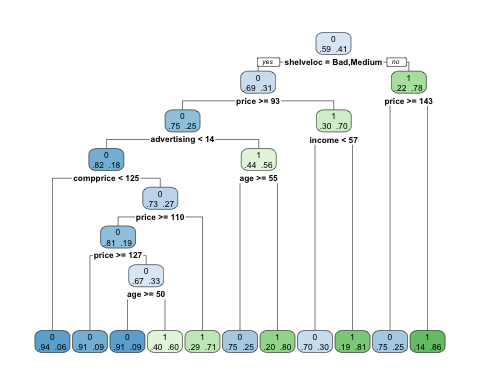 0
.59 .41
yes shelveloc = Bad,Medium no
0
.69 .31
1
.22 .78
price >= 93
price >= 143
0
.75 .25
1
.30 .70
advertising < 14
income < 57
0
.82 .18
1
.44 .56
compprice < 125
age >= 55
0
.73 .27
price >= 110
0
.81 .19
price >= 127
0
.67 .33
age >= 50
0 0 0 1 1 0 1 0 1 0 1
.94 .06 .91 .09 .91 .09 .40 .60 .29 .71 .75 .25 .20 .80 .70 .30 .19 .81 .75 .25 .14 .86